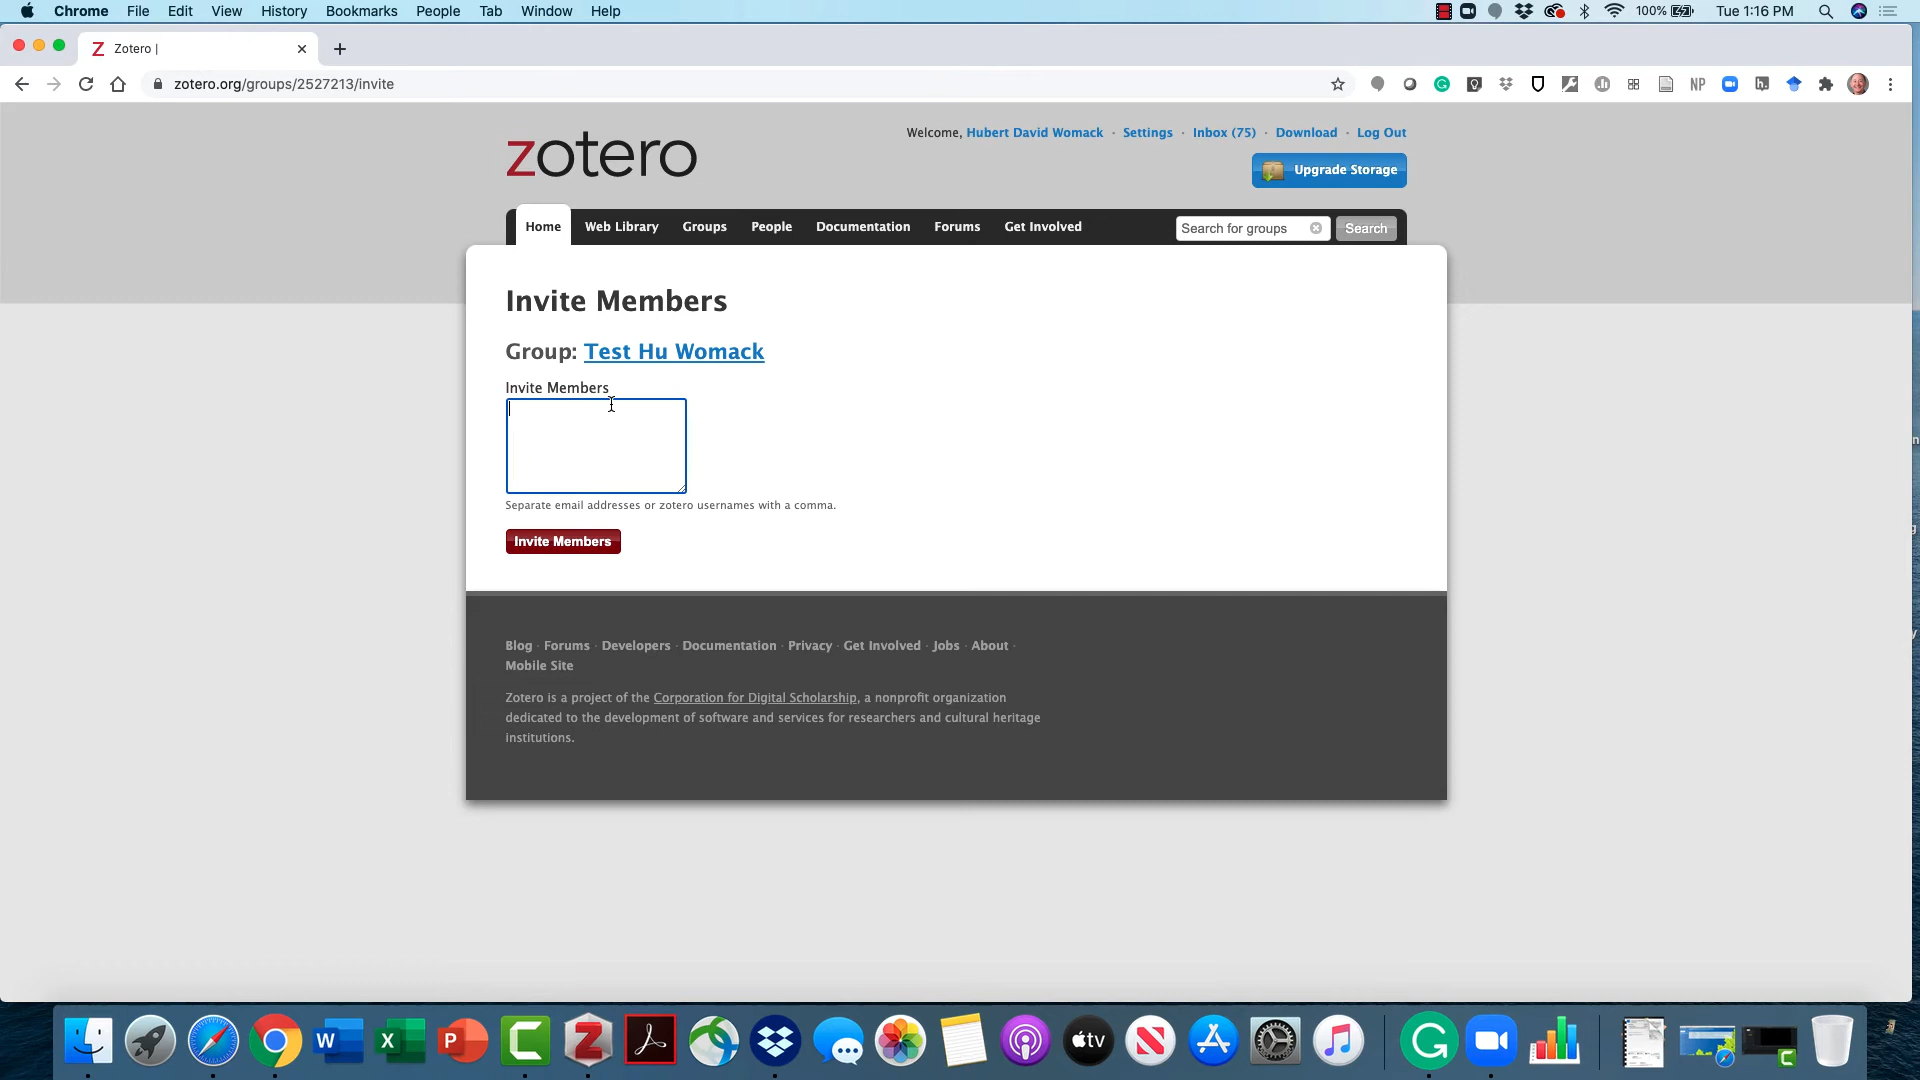 Chrome File Edit View History Bookmarks People Tab Window Help 100% Tue 1:16 PM
Z Zotero |
zotero.org/groups/2527213/invite
NP
h.
zotero
Welcome, Hubert David Womack · Settings · Inbox (75) · Download · Log Out
Upgrade Storage
Home Web Library Groups People Documentation Forums Get Involved Search for groups Search
Invite Members
Group: Test Hu Womack
Invite Members
Separate email addresses or zotero usernames with a comma.
Invite Members
Blog · Forums · Developers · Documentation · Privacy · Get Involved · Jobs · About ·
Mobile Site
Zotero is a project of the Corporation for Digital Scholarship, a nonprofit organization
dedicated to the development of software and services for researchers and cultural heritage
institutions.
W X P C Z tv N G